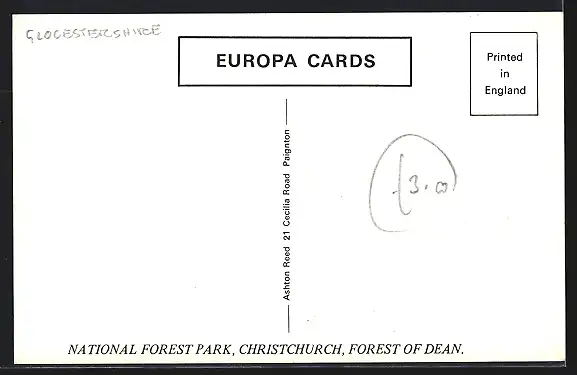 GLOCESTERSHIRE
EUROPA CARDS
Printed
in
England
Ashton Reed 21 Cecilia Road Paignton
£3.00
NATIONAL FOREST PARK, CHRISTCHURCH, FOREST OF DEAN.